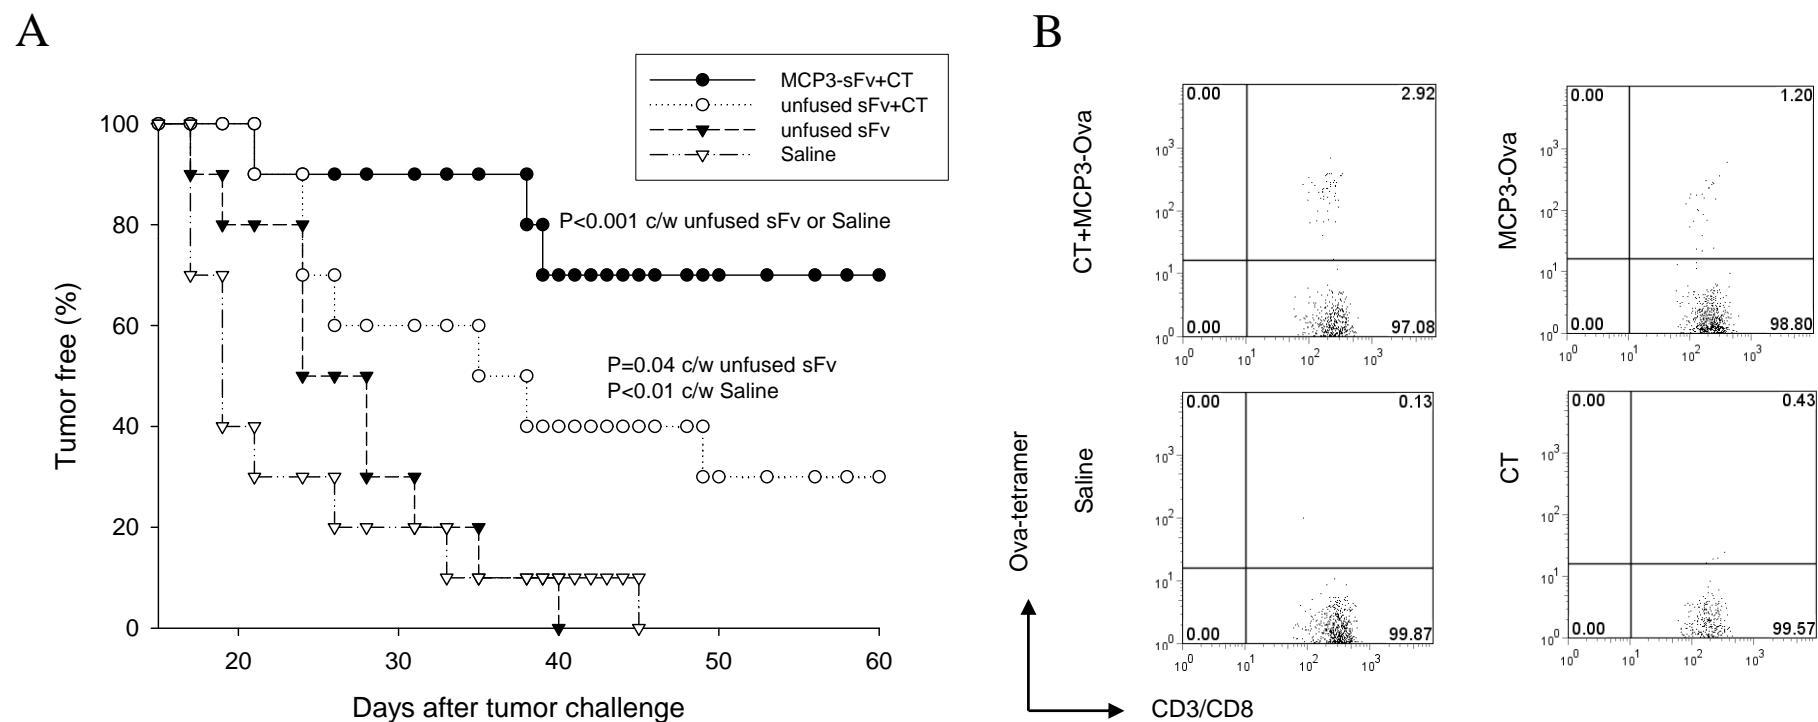 A
MCP3-sFv+CT
unfused sFv+CT
unfused sFv
Saline
100
80
60
40
20
0
Tumor free (%)
P<0.001 c/w unfused sFv or Saline
P=0.04 c/w unfused sFv
P<0.01 c/w Saline
20 30 40 50 60
Days after tumor challenge
B
CT+MCP3-Ova
0.00 2.92
10³
10²
10¹
10⁰
0.00 97.08
10⁰ 10¹ 10² 10³
MCP3-Ova
0.00 1.20
10³
10²
10¹
10⁰
0.00 98.80
10⁰ 10¹ 10² 10³
Ova-tetramer
Saline
0.00 0.13
10³
10²
10¹
10⁰
0.00 99.87
10⁰ 10¹ 10² 10³
CT
0.00 0.43
10³
10²
10¹
10⁰
0.00 99.57
10⁰ 10¹ 10² 10³
CD3/CD8